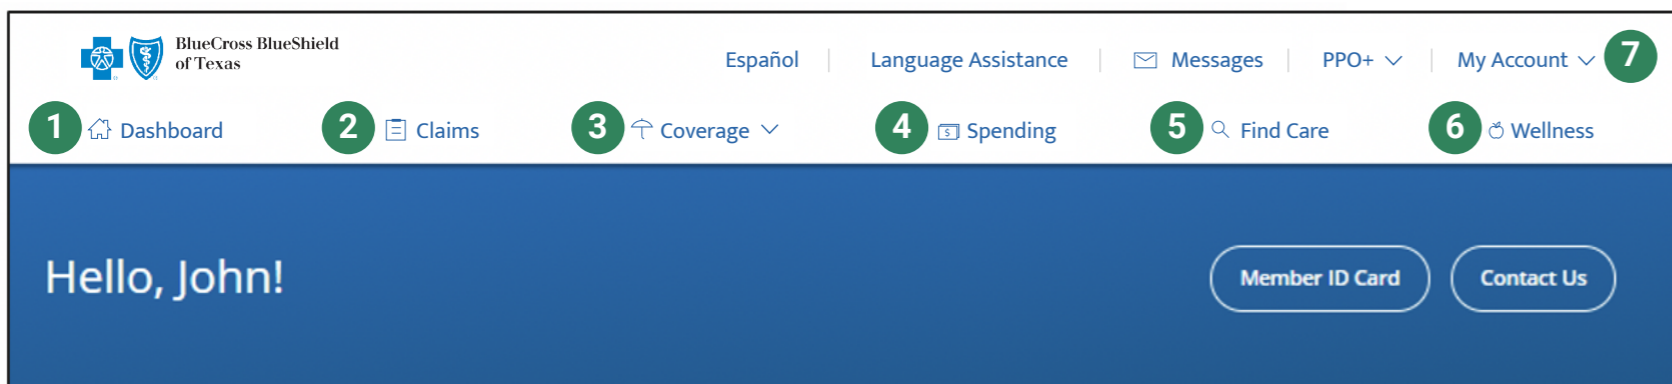 BlueCross BlueShield
of Texas
Español
Language Assistance
Messages
PPO+
My Account
7
1 Dashboard
2 Claims
3 Coverage
4 Spending
5 Find Care
6 Wellness
Hello, John!
Member ID Card
Contact Us